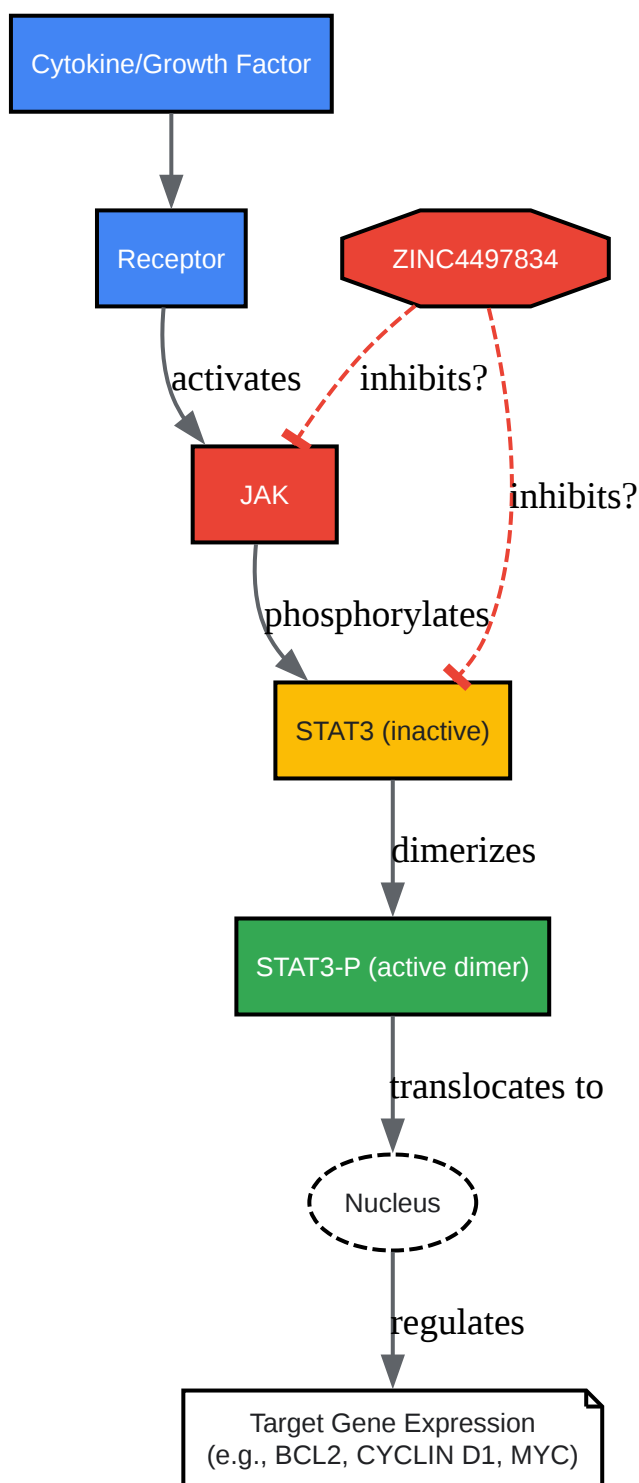 Cytokine/Growth Factor
Receptor
ZINC4497834
activates
inhibits?
JAK
inhibits?
phosphorylates
STAT3 (inactive)
dimerizes
STAT3-P (active dimer)
translocates to
Nucleus
regulates
Target Gene Expression
(e.g., BCL2, CYCLIN D1, MYC)